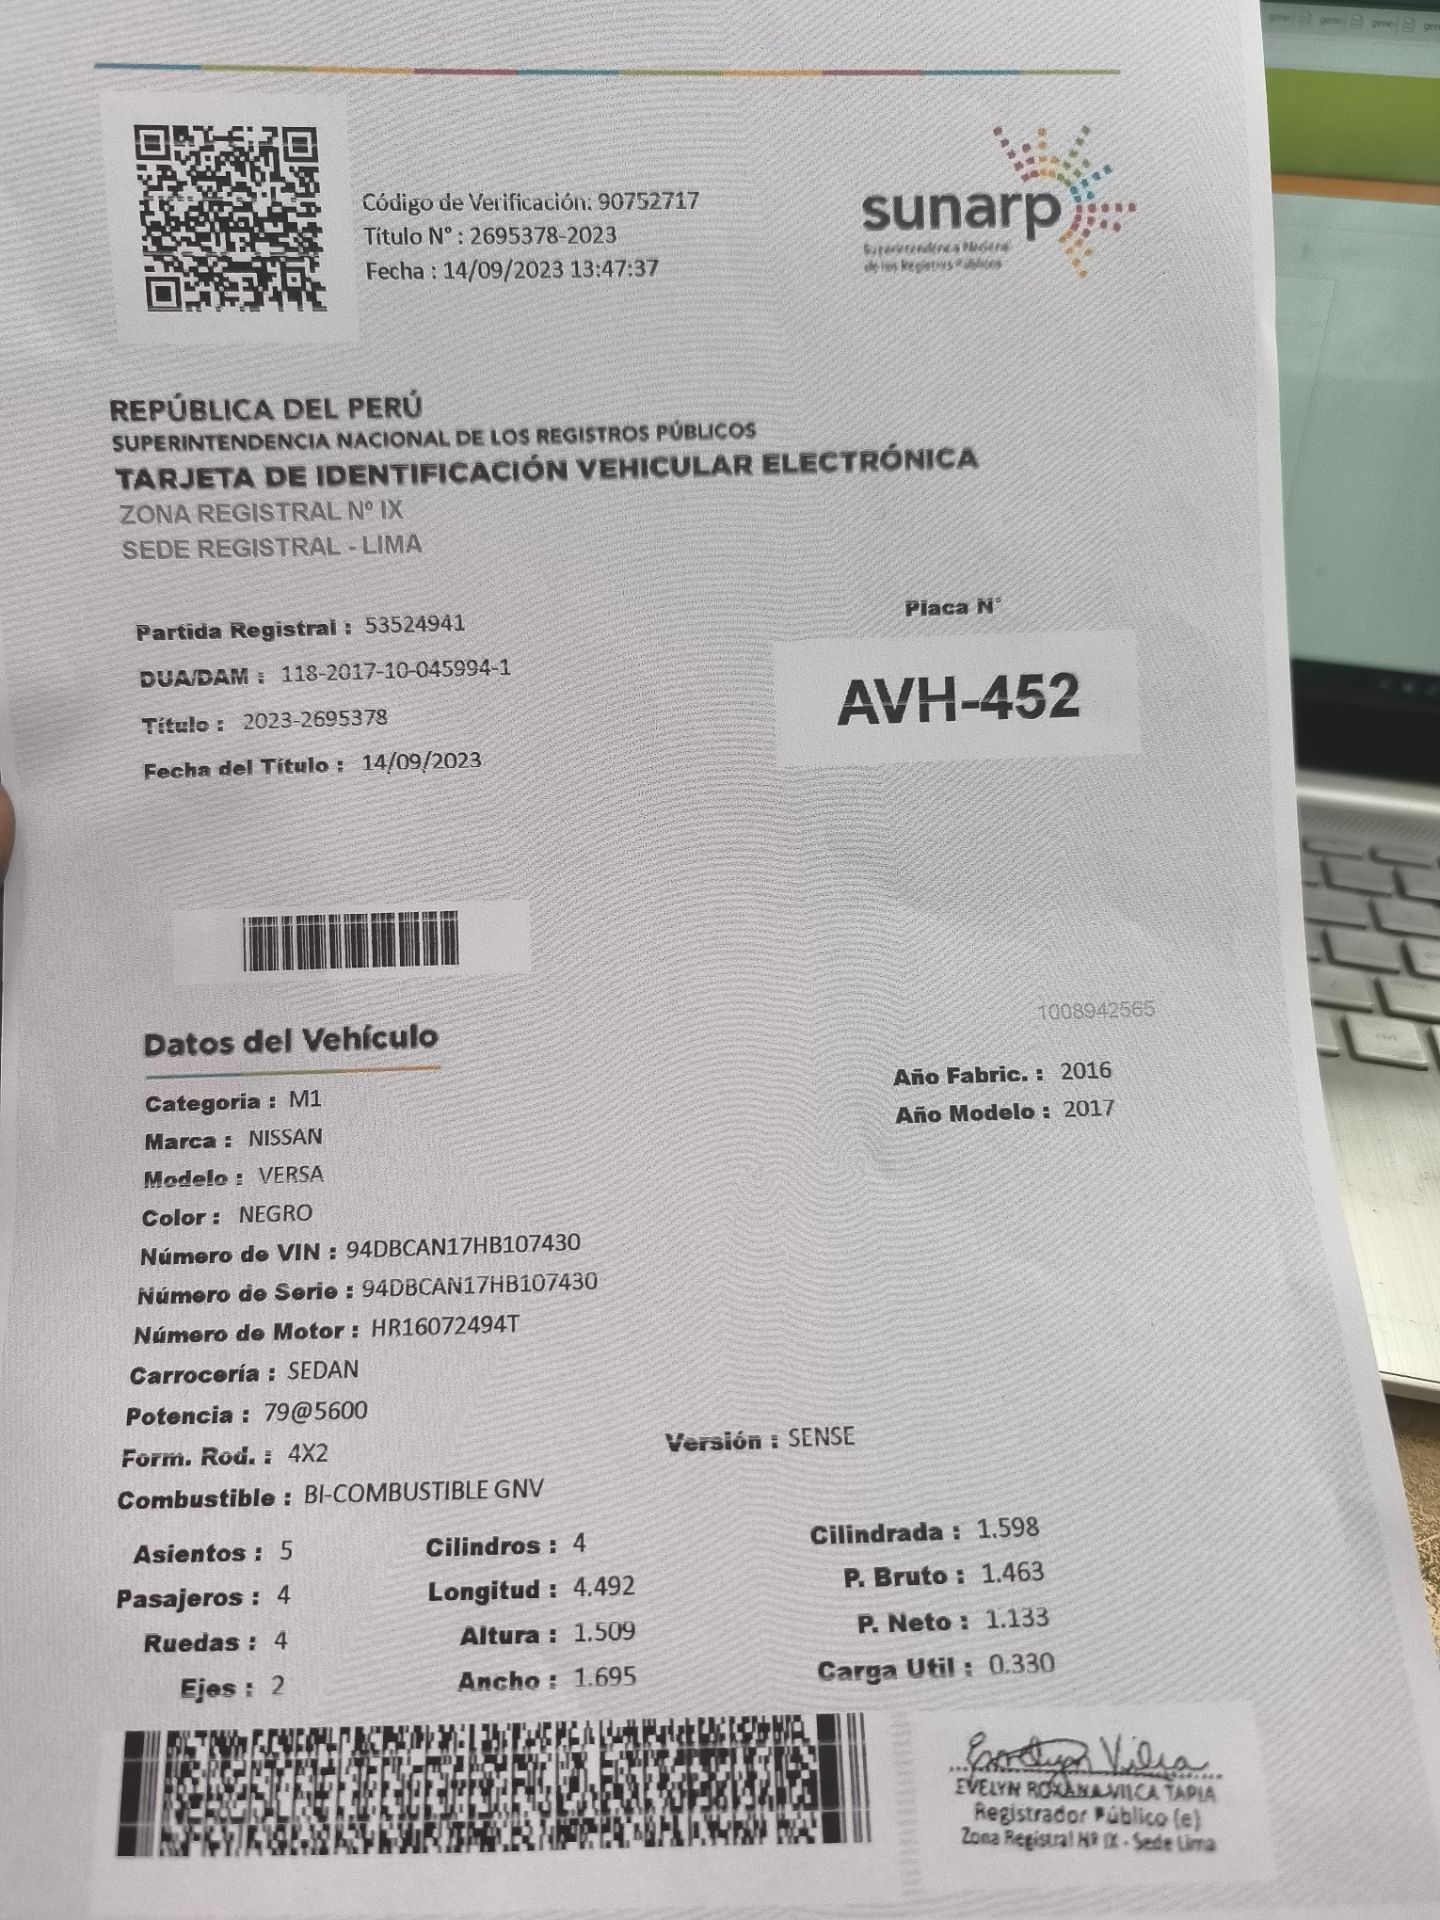 Código de Verificación: 90752717
Título N° : 2695378-2023
Fecha : 14/09/2023 13:47:37
sunarp
Superintendencia Nacional
de los Registros Públicos
REPÚBLICA DEL PERÚ
SUPERINTENDENCIA NACIONAL DE LOS REGISTROS PÚBLICOS
TARJETA DE IDENTIFICACIÓN VEHICULAR ELECTRÓNICA
ZONA REGISTRAL Nº IX
SEDE REGISTRAL - LIMA
Partida Registral : 53524941
DUA/DAM : 118-2017-10-045994-1
Título : 2023-2695378
Fecha del Título : 14/09/2023
Placa N°
AVH-452
1008942565
Datos del Vehículo
Categoria : M1
Marca : NISSAN
Modelo : VERSA
Color : NEGRO
Número de VIN : 94DBCAN17HB107430
Número de Serie : 94DBCAN17HB107430
Número de Motor : HR16072494T
Carrocería : SEDAN
Potencia : 79@5600
Form. Rod. : 4X2
Combustible : BI-COMBUSTIBLE GNV
Año Fabric. : 2016
Año Modelo : 2017
Versión : SENSE
Asientos : 5 Cilindros : 4 Cilindrada : 1.598
Pasajeros : 4 Longitud : 4.492 P. Bruto : 1.463
Ruedas : 4 Altura : 1.509 P. Neto : 1.133
Ejes : 2 Ancho : 1.695 Carga Util : 0.330
EVELYN ROXANA VILCA TAPIA
Registrador Público (e)
Zona Registral Nº IX - Sede Lima